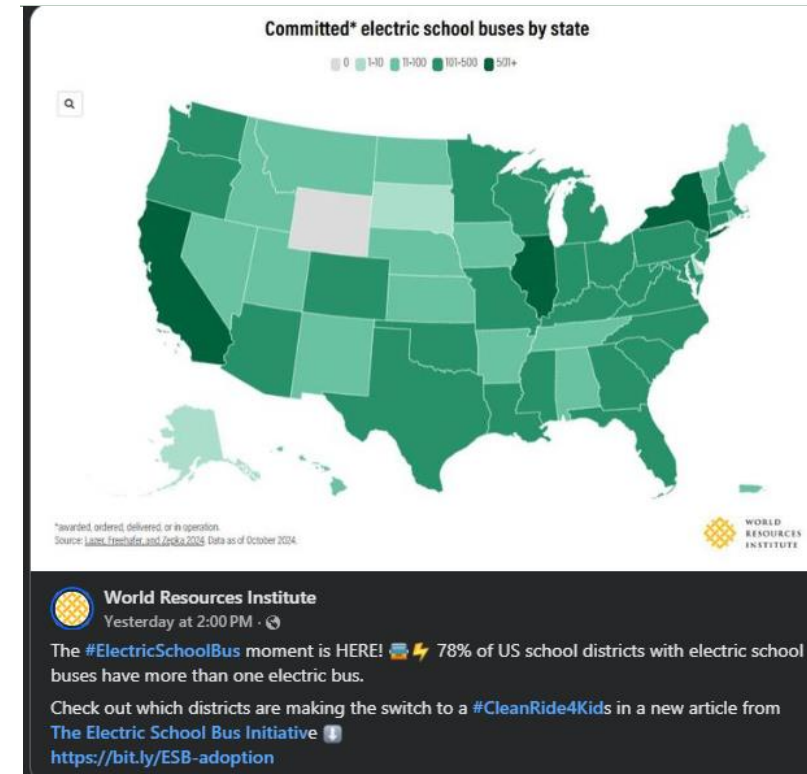 Committed* electric school buses by state
0 1-10 11-100 101-500 501+
*awarded, ordered, delivered, or in operation.
Source: Lazer, Freehafer, and Zepka 2024. Data as of October 2024.
WORLD
RESOURCES
INSTITUTE
World Resources Institute
Yesterday at 2:00 PM ·
The #ElectricSchoolBus moment is HERE! 🚌⚡ 78% of US school districts with electric school
buses have more than one electric bus.
Check out which districts are making the switch to a #CleanRide4Kids in a new article from
The Electric School Bus Initiative ⬇️
https://bit.ly/ESB-adoption